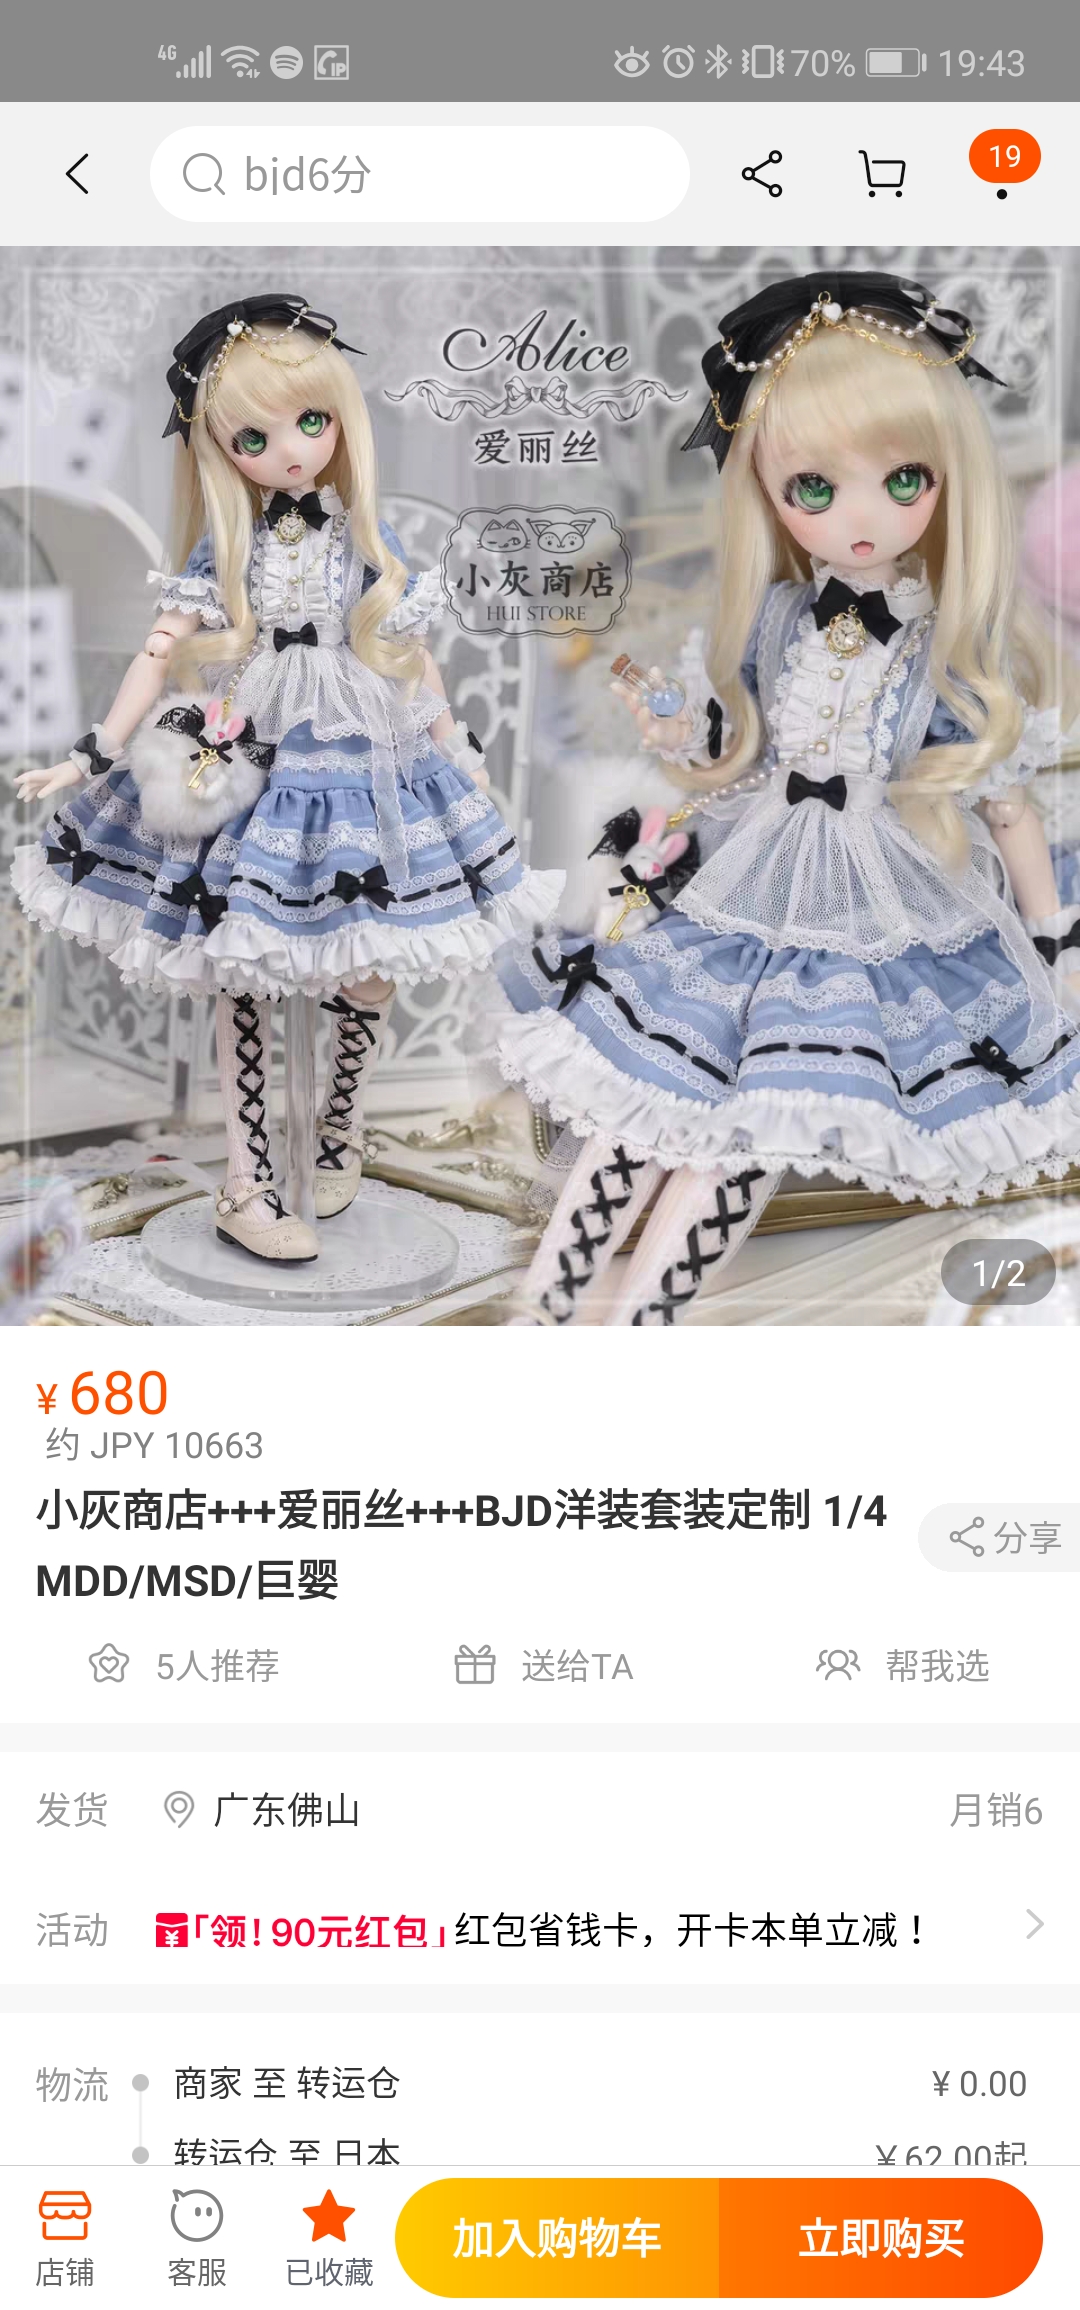 4G
70%
19:43
bjd6分
19
Alice
爱丽丝
小灰商店
HUI STORE
1/2
¥680
约 JPY 10663
小灰商店+++爱丽丝+++BJD洋装套装定制 1/4
MDD/MSD/巨婴
分享
5人推荐
送给TA
帮我选
发货
广东佛山
月销6
活动
「领!90元红包」红包省钱卡，开卡本单立减！
物流
商家 至 转运仓
¥ 0.00
转运仓 至 日本
¥ 62.00起
店铺
客服
已收藏
加入购物车
立即购买